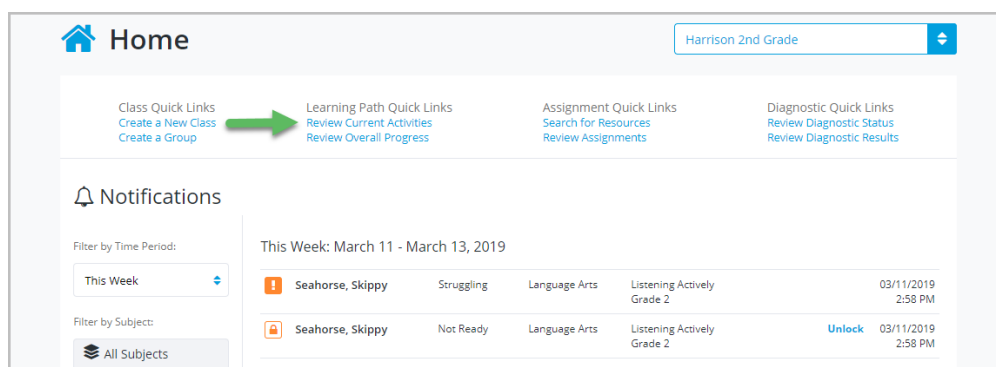 Home
Harrison 2nd Grade
Class Quick Links
Create a New Class
Create a Group
Learning Path Quick Links
Review Current Activities
Review Overall Progress
Assignment Quick Links
Search for Resources
Review Assignments
Diagnostic Quick Links
Review Diagnostic Status
Review Diagnostic Results
Notifications
Filter by Time Period:
This Week
Filter by Subject:
All Subjects
This Week: March 11 - March 13, 2019
Seahorse, Skippy Struggling Language Arts Listening Actively 03/11/2019
Grade 2 2:58 PM
Seahorse, Skippy Not Ready Language Arts Listening Actively Unlock 03/11/2019
Grade 2 2:58 PM